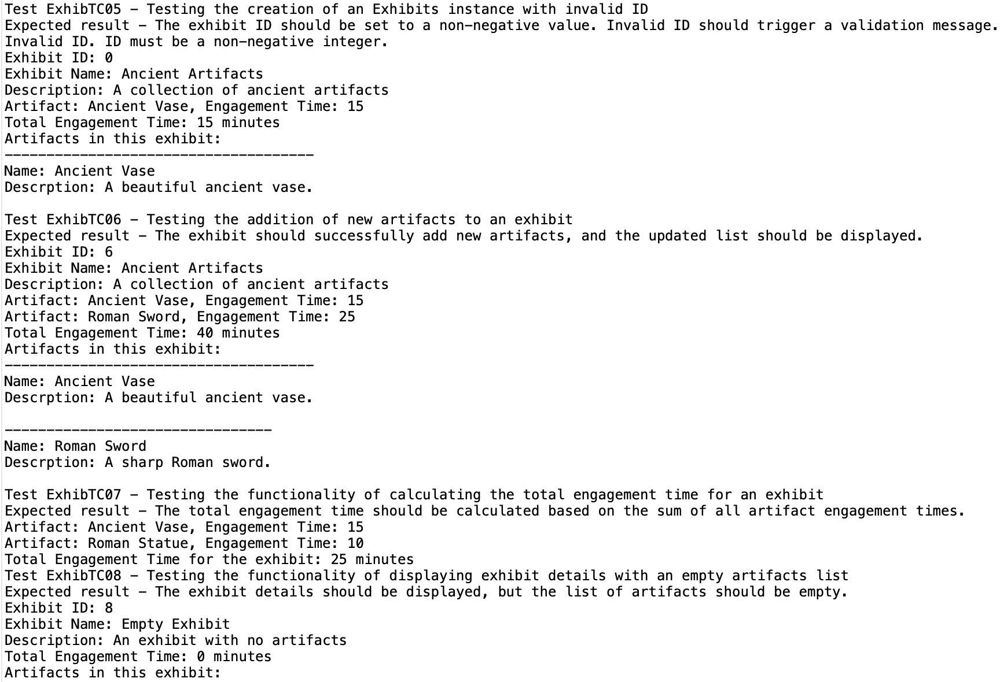 Test ExhibTC05 – Testing the creation of an Exhibits instance with invalid ID
Expected result – The exhibit ID should be set to a non-negative value. Invalid ID should trigger a validation message.
Invalid ID. ID must be a non-negative integer.
Exhibit ID: 0
Exhibit Name: Ancient Artifacts
Description: A collection of ancient artifacts
Artifact: Ancient Vase, Engagement Time: 15
Total Engagement Time: 15 minutes
Artifacts in this exhibit:
-------------------------------------
Name: Ancient Vase
Descrption: A beautiful ancient vase.

Test ExhibTC06 – Testing the addition of new artifacts to an exhibit
Expected result – The exhibit should successfully add new artifacts, and the updated list should be displayed.
Exhibit ID: 6
Exhibit Name: Ancient Artifacts
Description: A collection of ancient artifacts
Artifact: Ancient Vase, Engagement Time: 15
Artifact: Roman Sword, Engagement Time: 25
Total Engagement Time: 40 minutes
Artifacts in this exhibit:
-------------------------------------
Name: Ancient Vase
Descrption: A beautiful ancient vase.

--------------------------------
Name: Roman Sword
Descrption: A sharp Roman sword.

Test ExhibTC07 – Testing the functionality of calculating the total engagement time for an exhibit
Expected result – The total engagement time should be calculated based on the sum of all artifact engagement times.
Artifact: Ancient Vase, Engagement Time: 15
Artifact: Roman Statue, Engagement Time: 10
Total Engagement Time for the exhibit: 25 minutes
Test ExhibTC08 – Testing the functionality of displaying exhibit details with an empty artifacts list
Expected result – The exhibit details should be displayed, but the list of artifacts should be empty.
Exhibit ID: 8
Exhibit Name: Empty Exhibit
Description: An exhibit with no artifacts
Total Engagement Time: 0 minutes
Artifacts in this exhibit: